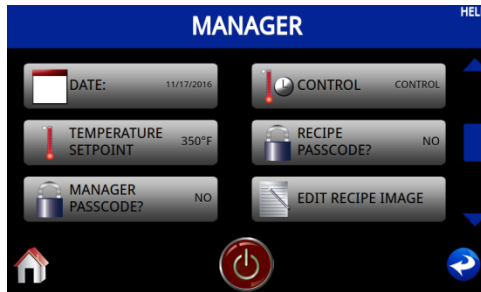 MANAGER
HEL
DATE: 11/17/2016
CONTROL CONTROL
TEMPERATURE
SETPOINT 350°F
RECIPE
PASSCODE? NO
MANAGER
PASSCODE? NO
EDIT RECIPE IMAGE